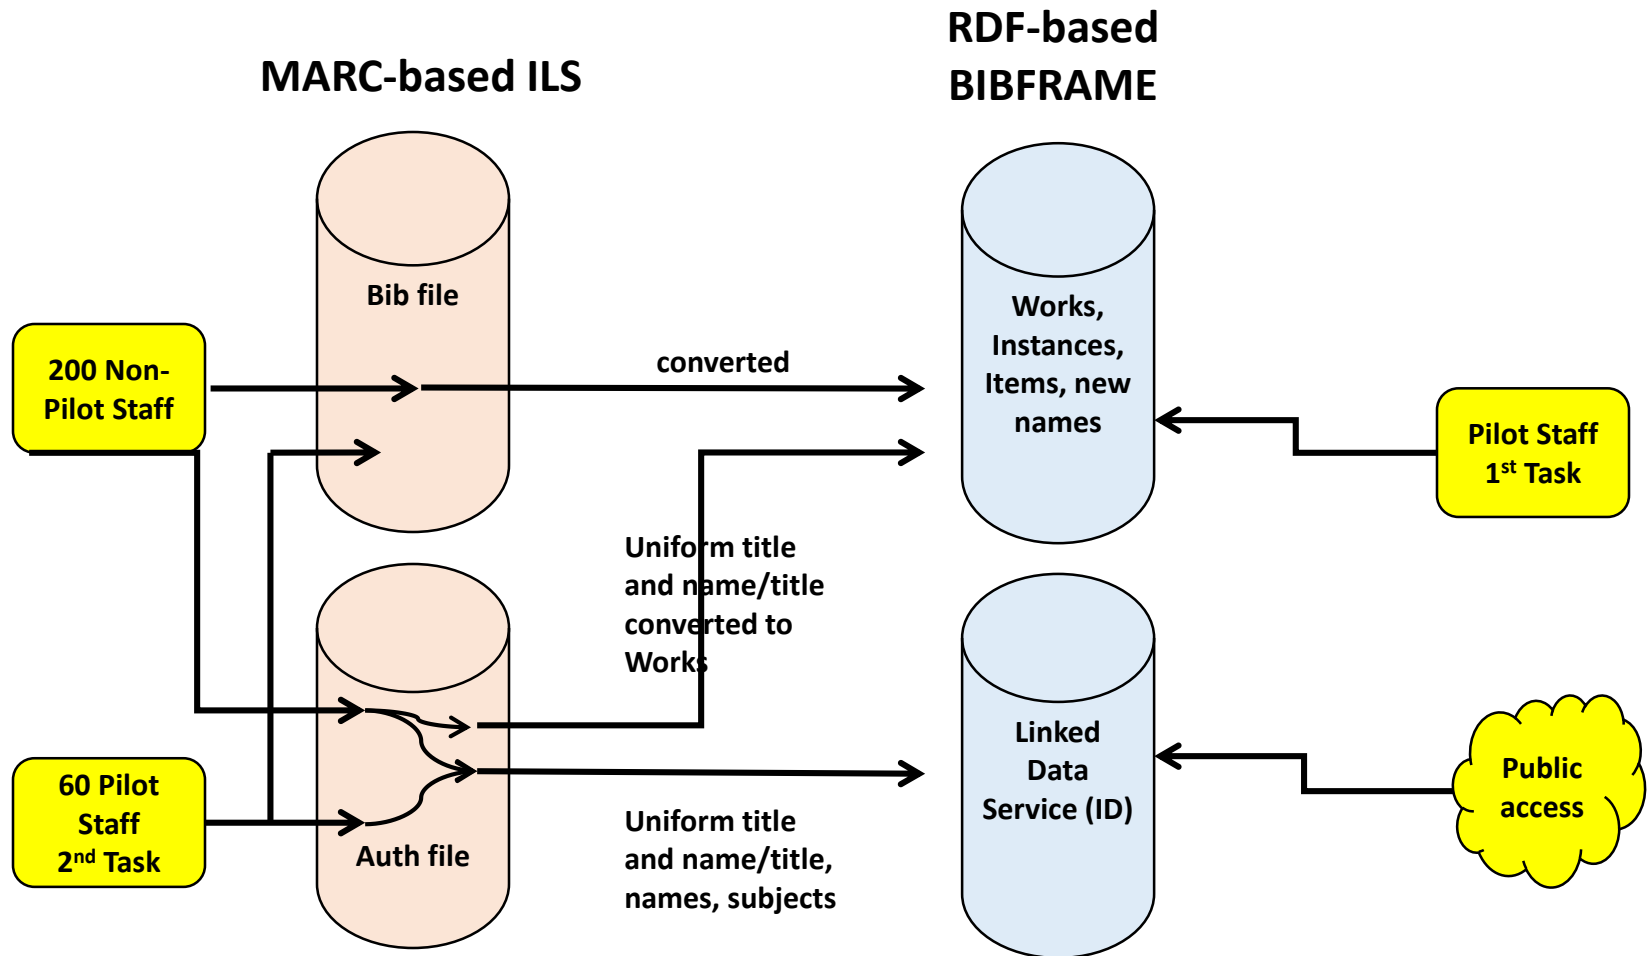 MARC-based ILS
RDF-based
BIBFRAME
Bib file
200 Non-
Pilot Staff
converted
Works,
Instances,
Items, new
names
Pilot Staff
1st Task
Uniform title
and name/title
converted to
Works
60 Pilot
Staff
2nd Task
Auth file
Uniform title
and name/title,
names, subjects
Linked
Data
Service (ID)
Public
access